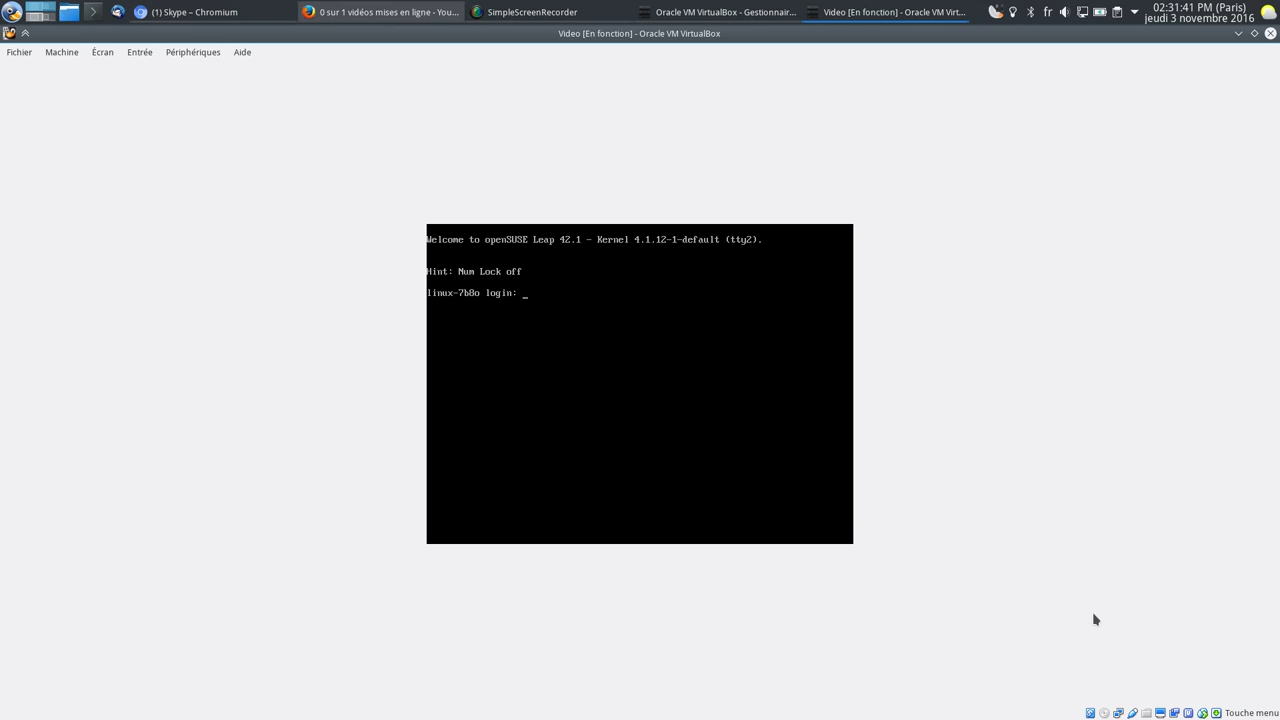 (1) Skype – Chromium
0 sur 1 vidéos mises en ligne - You...
SimpleScreenRecorder
Oracle VM VirtualBox - Gestionnair...
Video [En fonction] - Oracle VM Virt...
fr
02:31:41 PM (Paris)
jeudi 3 novembre 2016
Video [En fonction] - Oracle VM VirtualBox
Fichier Machine Écran Entrée Périphériques Aide
Welcome to openSUSE Leap 42.1 - Kernel 4.1.12-1-default (tty2).
Hint: Num Lock off
linux-7b8o login: _
Touche menu